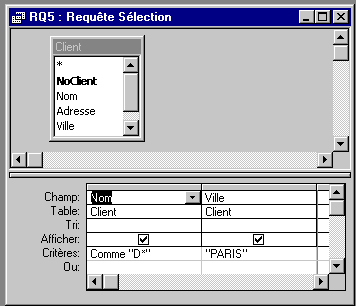 RQ5 : Requête Sélection
Client
*
NoClient
Nom
Adresse
Ville
Champ: Nom Ville
Table: Client Client
Tri:
Afficher:
Critères: Comme "D*" "PARIS"
Ou: